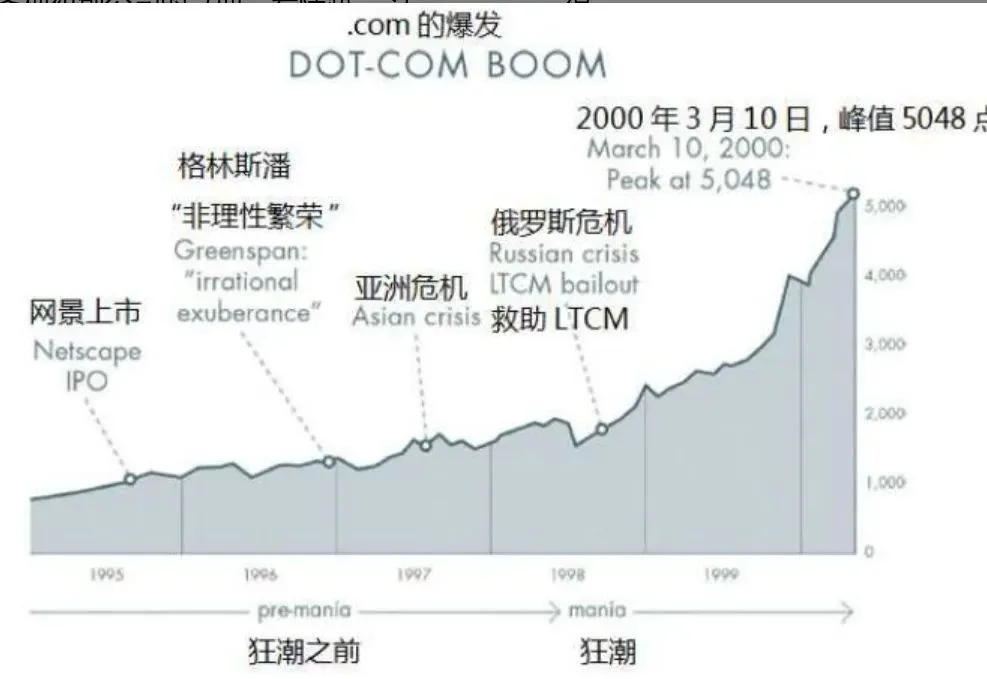 .com 的爆发
DOT-COM BOOM
2000 年 3 月 10 日 , 峰值 5048 点
March 10, 2000:
Peak at 5,048
格林斯潘
“非理性繁荣”
Greenspan:
“irrational
exuberance”
俄罗斯危机
Russian crisis
LTCM bailout
救助 LTCM
亚洲危机
Asian crisis
网景上市
Netscape
IPO
5,000
4,000
3,000
2,000
1,000
0
1995
1996
1997
1998
1999
pre-mania
mania
狂潮之前
狂潮